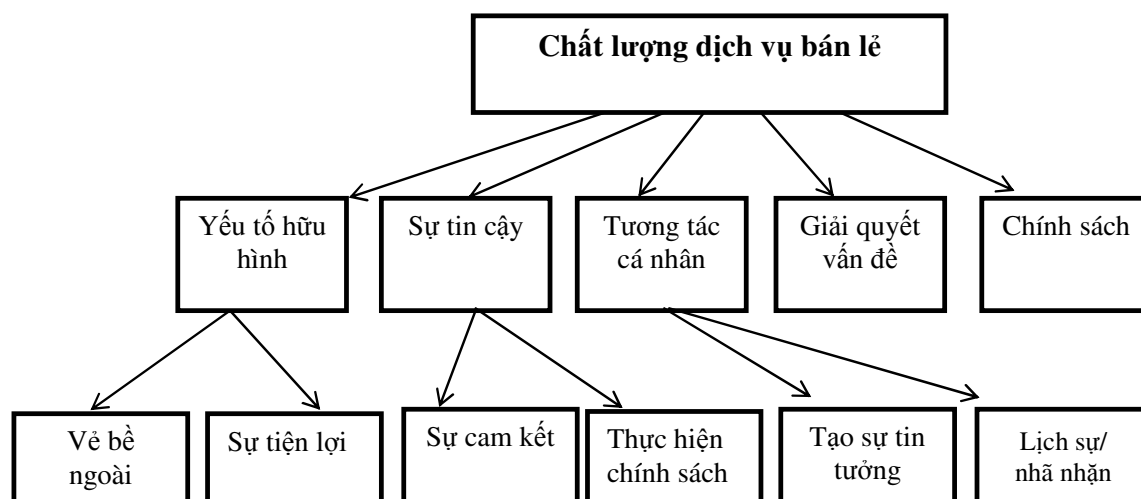 Chất lượng dịch vụ bán lẻ
Yếu tố hữu
hình
Sự tin cậy
Tương tác
cá nhân
Giải quyết
vấn đề
Chính sách
Vẻ bề
ngoài
Sự tiện lợi
Sự cam kết
Thực hiện
chính sách
Tạo sự tin
tưởng
Lịch sự/
nhã nhặn